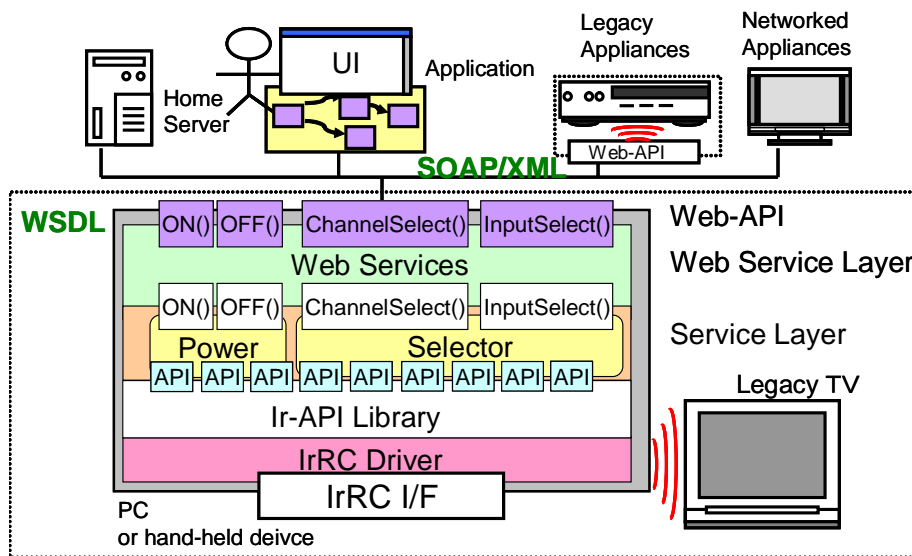 Legacy
Appliances
Networked
Appliances
UI
Application
Home
Server
Web-API
SOAP/XML
WSDL
ON() OFF() ChannelSelect() InputSelect()
Web-API
Web Services
Web Service Layer
ON() OFF() ChannelSelect() InputSelect()
Power Selector
Service Layer
API API API API API API API API API
Ir-API Library
Legacy TV
IrRC Driver
IrRC I/F
PC
or hand-held deivce